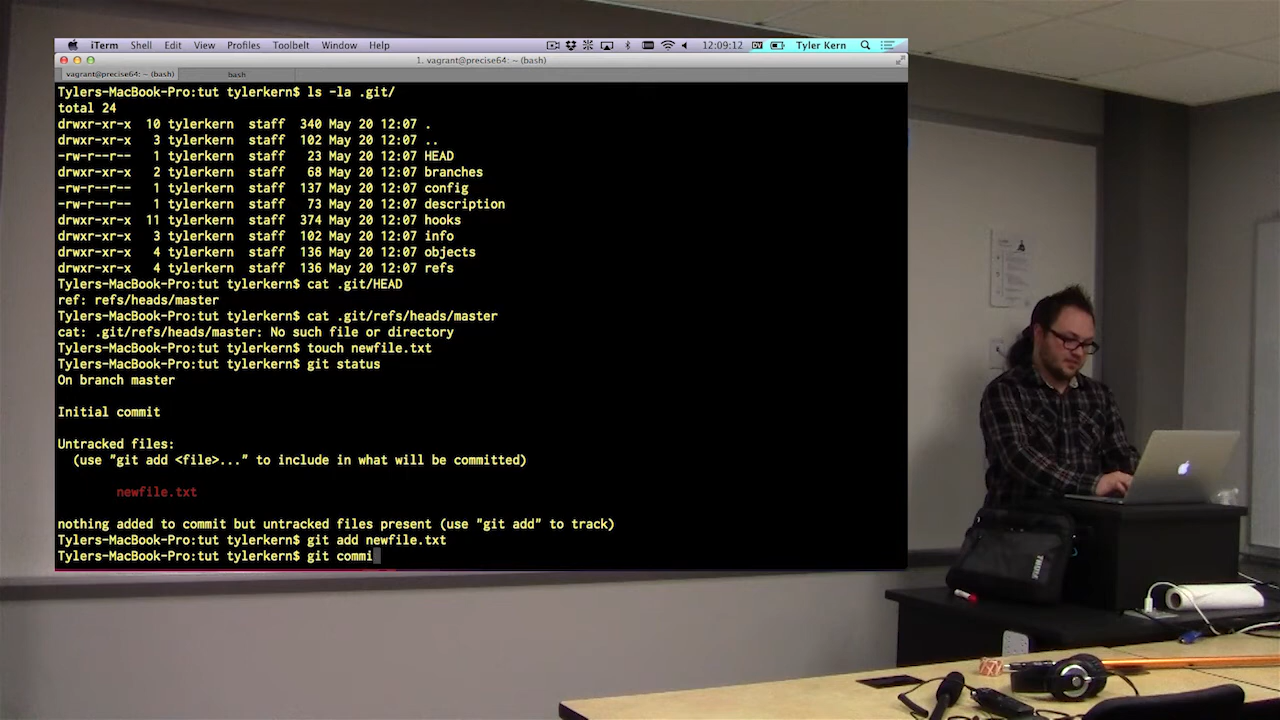 iTerm Shell Edit View Profiles Toolbelt Window Help 12:09:12 DV Tyler Kern
1. vagrant@precise64: ~ (bash)
vagrant@precise64: ~ (bash) bash
Tylers-MacBook-Pro:tut tylerkern$ ls -la .git/
total 24
drwxr-xr-x 10 tylerkern staff 340 May 20 12:07 .
drwxr-xr-x 3 tylerkern staff 102 May 20 12:07 ..
-rw-r--r-- 1 tylerkern staff 23 May 20 12:07 HEAD
drwxr-xr-x 2 tylerkern staff 68 May 20 12:07 branches
-rw-r--r-- 1 tylerkern staff 137 May 20 12:07 config
-rw-r--r-- 1 tylerkern staff 73 May 20 12:07 description
drwxr-xr-x 11 tylerkern staff 374 May 20 12:07 hooks
drwxr-xr-x 3 tylerkern staff 102 May 20 12:07 info
drwxr-xr-x 4 tylerkern staff 136 May 20 12:07 objects
drwxr-xr-x 4 tylerkern staff 136 May 20 12:07 refs
Tylers-MacBook-Pro:tut tylerkern$ cat .git/HEAD
ref: refs/heads/master
Tylers-MacBook-Pro:tut tylerkern$ cat .git/refs/heads/master
cat: .git/refs/heads/master: No such file or directory
Tylers-MacBook-Pro:tut tylerkern$ touch newfile.txt
Tylers-MacBook-Pro:tut tylerkern$ git status
On branch master
Initial commit
Untracked files:
(use "git add <file>..." to include in what will be committed)
newfile.txt
nothing added to commit but untracked files present (use "git add" to track)
Tylers-MacBook-Pro:tut tylerkern$ git add newfile.txt
Tylers-MacBook-Pro:tut tylerkern$ git commi
THULE